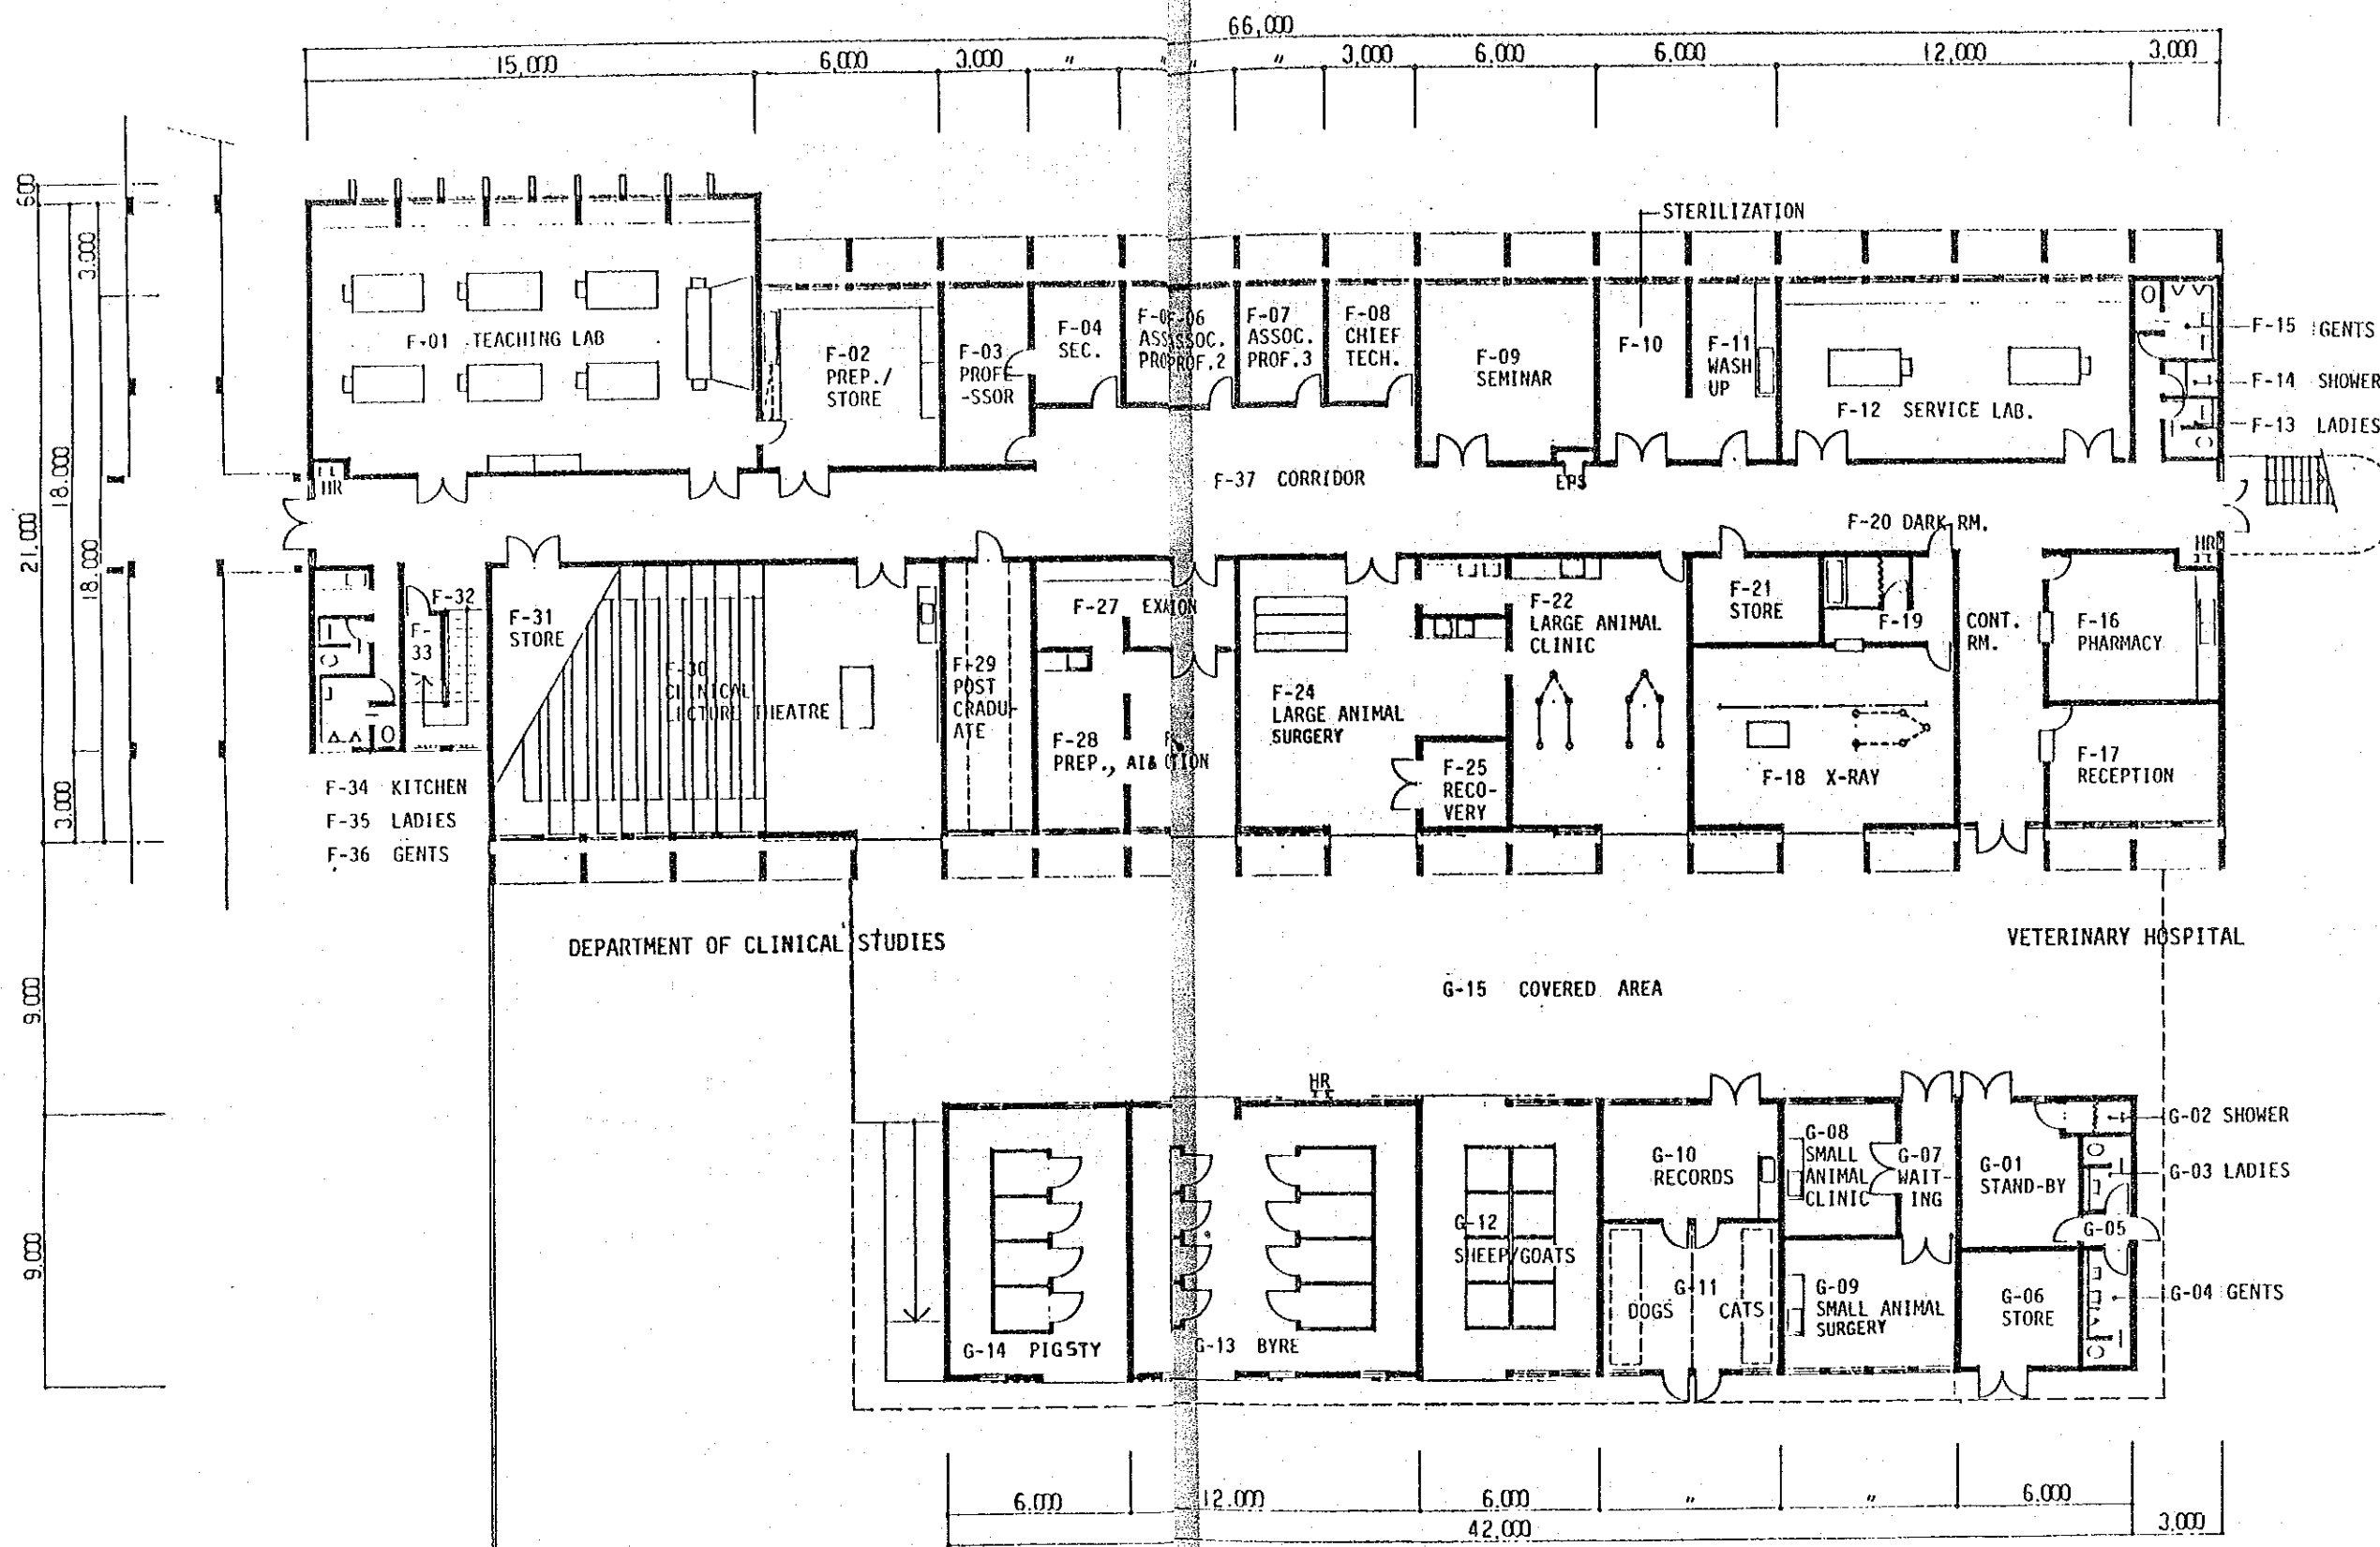 66,000
15,000 6,000 3,000 " " " 3,000 6,000 6,000 12,000 3,000
600
3.000
18.000
21.000
18.000
3.000
9.000
9.000
STERILIZATION
F-01 TEACHING LAB
F-02
PREP./
STORE
F-03
PROFE
-SSOR
F-04
SEC.
F-06
ASSOC.
PROF.2
F-07
ASSOC.
PROF.3
F-08
CHIEF
TECH.
F-09
SEMINAR
F-10
F-11
WASH
UP
F-12 SERVICE LAB.
F-15 GENTS
F-14 SHOWER
F-13 LADIES
HR
F-37 CORRIDOR
EPS
F-20 DARK RM.
HR
F-32
F-
33
F-31
STORE
F-30
CLINICAL
LECTURE THEATRE
F-29
POST
CRADU-
ATE
F-27
F-28
PREP., AI&
F-24
LARGE ANIMAL
SURGERY
F-25
RECO-
VERY
F-22
LARGE ANIMAL
CLINIC
F-21
STORE
F-19
CONT.
RM.
F-16
PHARMACY
F-18 X-RAY
F-17
RECEPTION
F-34 KITCHEN
F-35 LADIES
F-36 GENTS
DEPARTMENT OF CLINICAL STUDIES
VETERINARY HOSPITAL
G-15 COVERED AREA
HR
G-14 PIGSTY
G-13 BYRE
G-12
SHEEP/GOATS
G-10
RECORDS
G-11
DOGS CATS
G-08
SMALL
ANIMAL
CLINIC
G-07
WAIT-
ING
G-09
SMALL ANIMAL
SURGERY
G-01
STAND-BY
G-02 SHOWER
G-03 LADIES
G-05
G-06
STORE
G-04 GENTS
6.000 12.000 6,000 " " 6.000
42,000 3.000